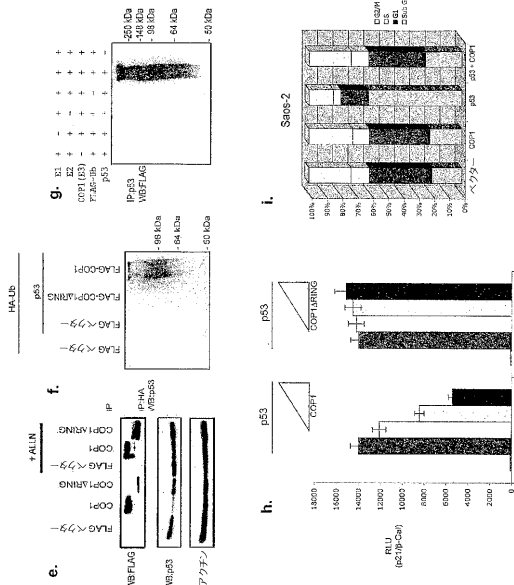 e.
+ ALLN
FLAG ベクター
COP1
COP1ΔRING
FLAG ベクター
COP1
COP1ΔRING
WB:FLAG
WB:p53
アクチン
f.
HA-Ub
p53
FLAG ベクター
FLAG ベクター
FLAG-COP1ΔRING
FLAG-COP1
IP
IP:HA
WB:p53
- 98 kDa
- 64 kDa
- 50 kDa
g.
E1
E2
COP1(E3)
FLAG-Ub
p53
IP:p53
WB:FLAG
-250 kDa
-148 kDa
- 98 kDa
- 64 kDa
- 50 kDa
h.
p53
COP1
p53
COP1ΔRING
RLU
(p21/β-Gal)
18000
16000
14000
12000
10000
8000
6000
4000
2000
0
i.
Saos-2
G2/M
S
G1
Sub G
100%
90%
80%
70%
60%
50%
40%
30%
20%
10%
0%
ベクター
COP1
p53
p53 + COP1